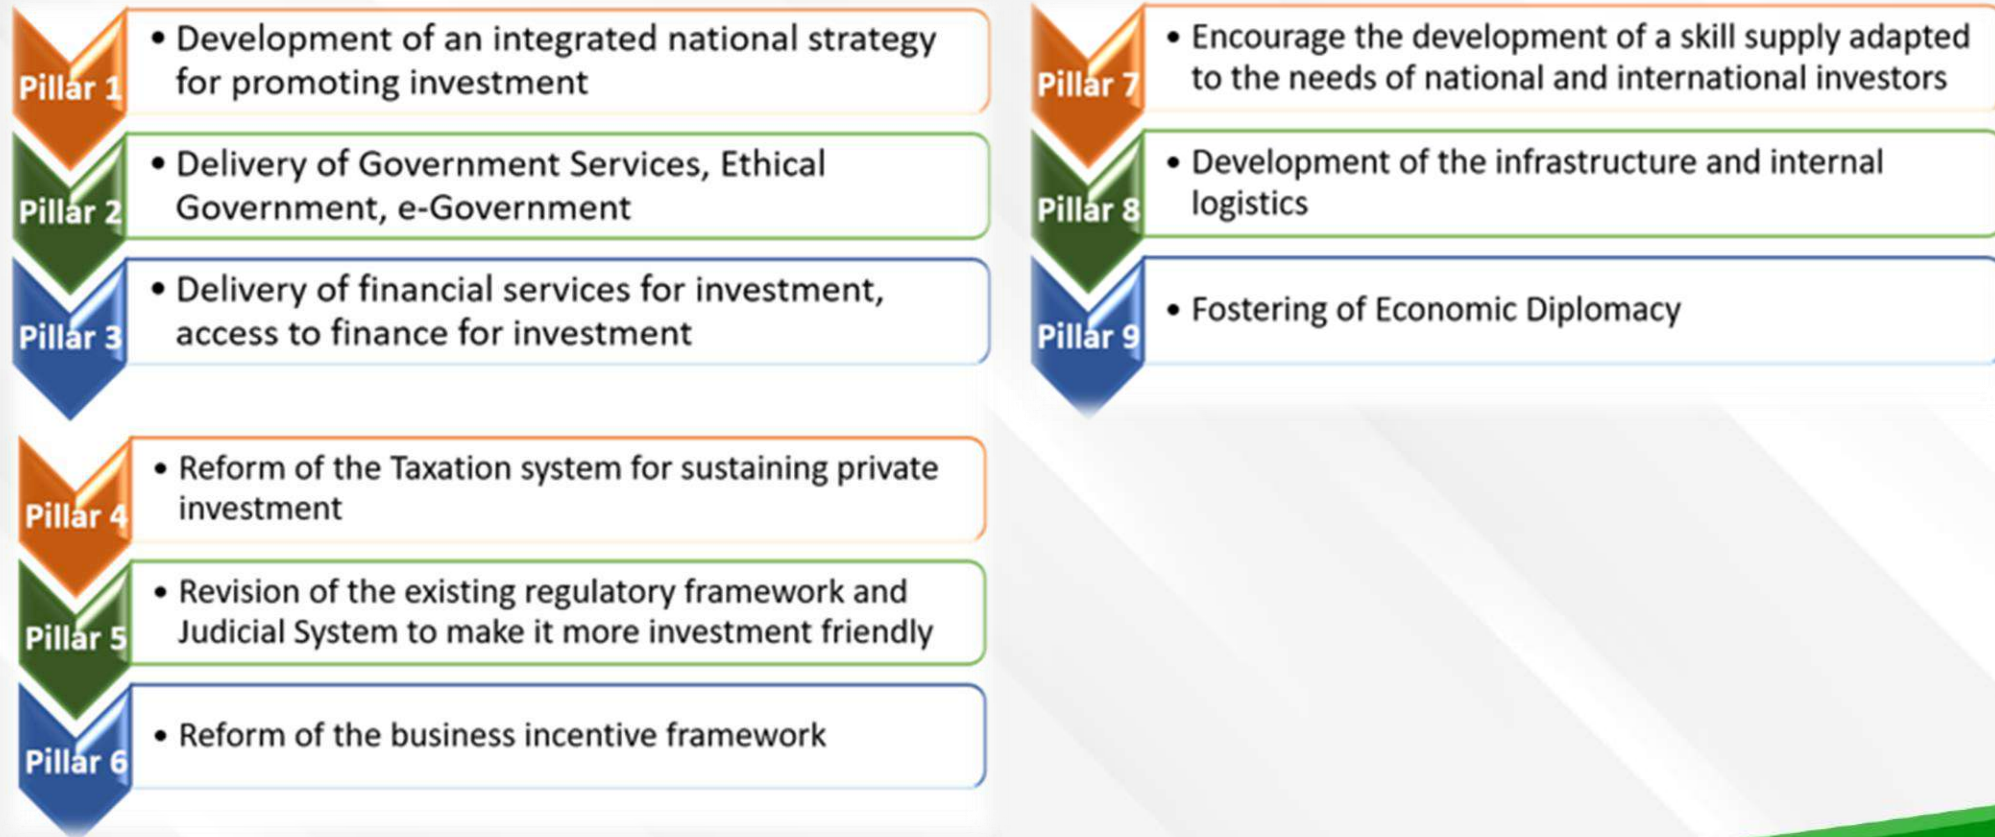 Pillar 1
• Development of an integrated national strategy
for promoting investment
Pillar 2
• Delivery of Government Services, Ethical
Government, e-Government
Pillar 3
• Delivery of financial services for investment,
access to finance for investment
Pillar 4
• Reform of the Taxation system for sustaining private
investment
Pillar 5
• Revision of the existing regulatory framework and
Judicial System to make it more investment friendly
Pillar 6
• Reform of the business incentive framework
Pillar 7
• Encourage the development of a skill supply adapted
to the needs of national and international investors
Pillar 8
• Development of the infrastructure and internal
logistics
Pillar 9
• Fostering of Economic Diplomacy